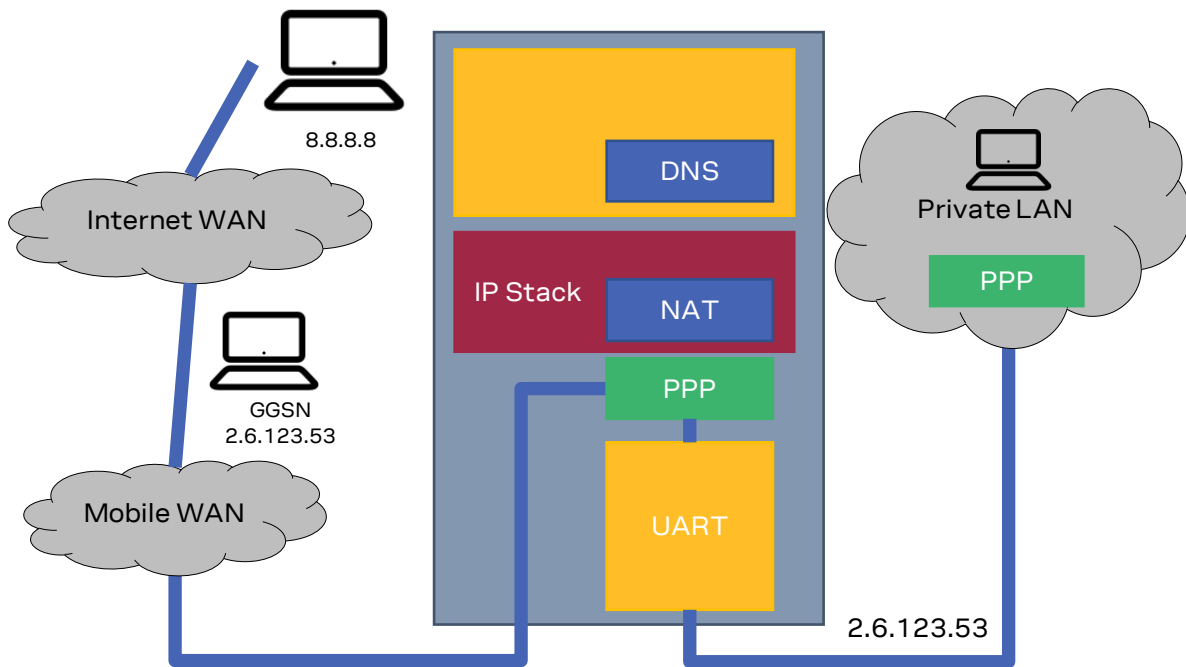 8.8.8.8
Internet WAN
GGSN
2.6.123.53
Mobile WAN
DNS
IP Stack
NAT
PPP
UART
Private LAN
PPP
2.6.123.53